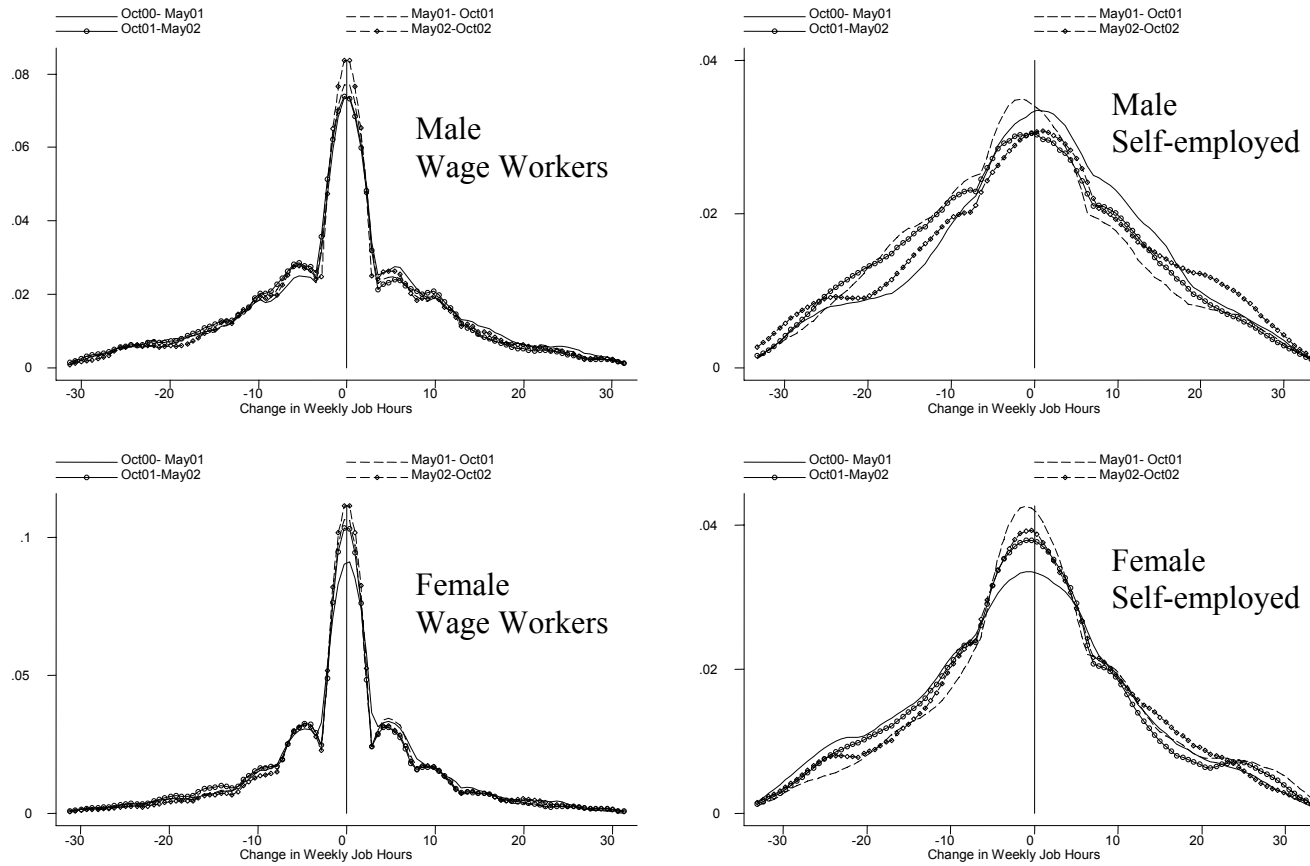 Oct00- May01 May01- Oct01
Oct01-May02 May02-Oct02
.08
.06
.04
.02
0
Male
Wage Workers
-30 -20 -10 0 10 20 30
Change in Weekly Job Hours
Oct00- May01 May01- Oct01
Oct01-May02 May02-Oct02
.04
.02
0
Male
Self-employed
-30 -20 -10 0 10 20 30
Change in Weekly Job Hours
Oct00- May01 May01- Oct01
Oct01-May02 May02-Oct02
.1
.05
0
Female
Wage Workers
-30 -20 -10 0 10 20 30
Change in Weekly Job Hours
Oct00- May01 May01- Oct01
Oct01-May02 May02-Oct02
.04
.02
0
Female
Self-employed
-30 -20 -10 0 10 20 30
Change in Weekly Job Hours